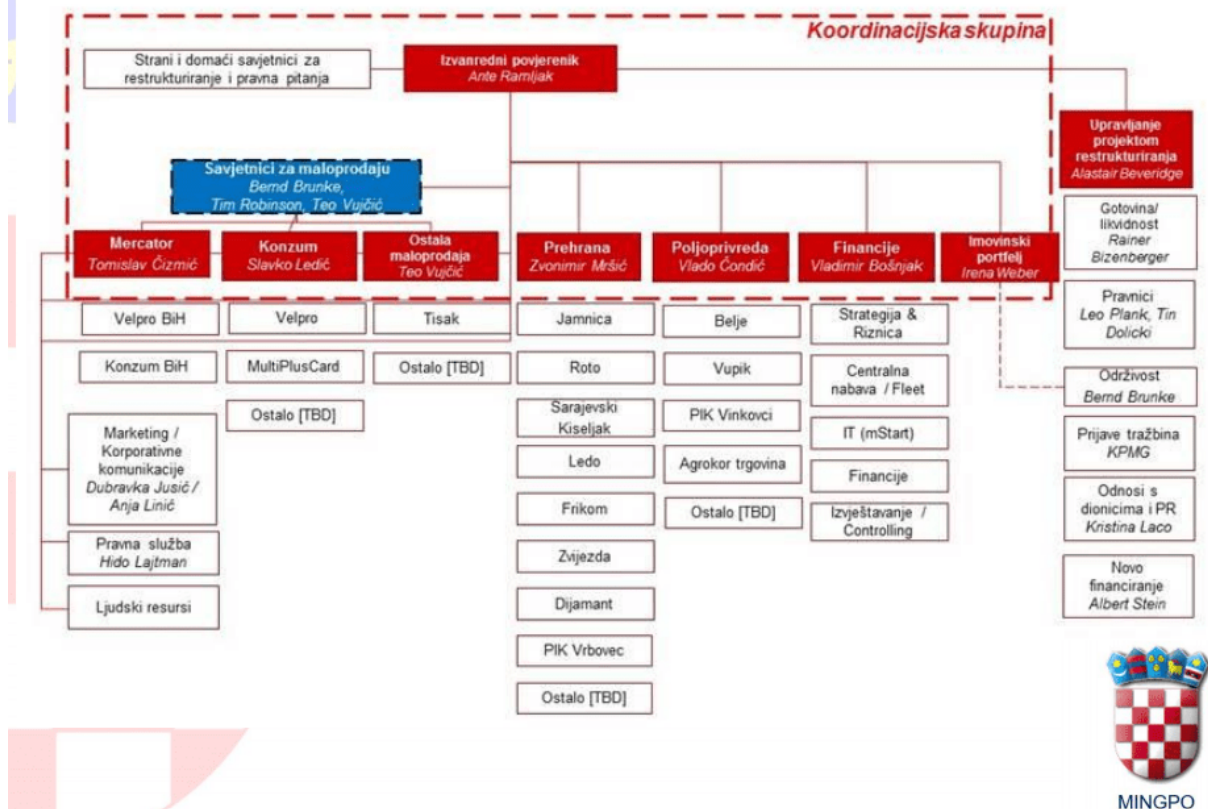 Koordinacijska skupina
Strani i domaći savjetnici za
restrukturiranje i pravna pitanja
Izvanredni povjerenik
Ante Ramljak
Upravljanje
projektom
restrukturiranja
Alastair Beveridge
Savjetnici za maloprodaju
Bernd Brunke,
Tim Robinson, Teo Vujčić
Mercator
Tomislav Čizmić
Konzum
Slavko Ledić
Ostala
maloprodaja
Teo Vujčić
Prehrana
Zvonimir Mršić
Poljoprivreda
Vlado Čondić
Financije
Vladimir Bošnjak
Imovinski
portfelj
Irena Weber
Velpro BiH
Konzum BiH
Marketing /
Korporativne
komunikacije
Dubravka Jusić /
Anja Linić
Pravna služba
Hido Lajtman
Ljudski resursi
Velpro
MultiPlusCard
Ostalo [TBD]
Tisak
Ostalo [TBD]
Jamnica
Roto
Sarajevski
Kiseljak
Ledo
Frikom
Zvijezda
Dijamant
PIK Vrbovec
Ostalo [TBD]
Belje
Vupik
PIK Vinkovci
Agrokor trgovina
Ostalo [TBD]
Strategija &
Riznica
Centralna
nabava / Fleet
IT (mStart)
Financije
Izvještavanje /
Controlling
Gotovina/
likvidnost
Rainer
Bizenberger
Pravnici
Leo Plank, Tin
Dolicki
Održivost
Bernd Brunke
Prijave tražbina
KPMG
Odnosi s
dionicima i PR
Kristina Laco
Novo
financiranje
Albert Stein
MINGPO